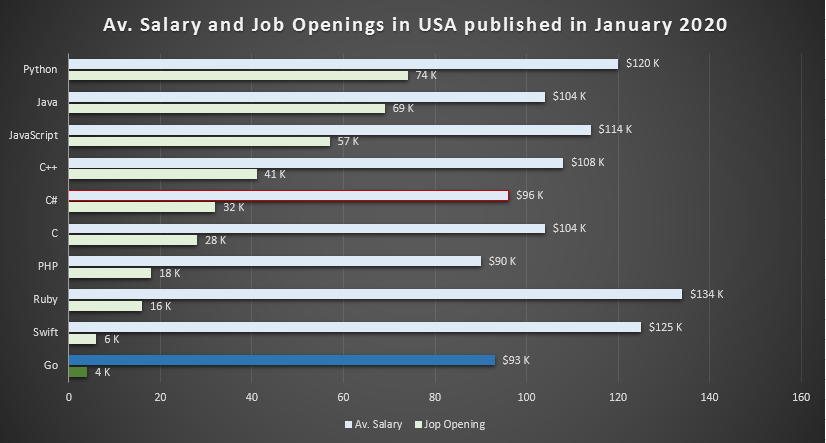 Av. Salary and Job Openings in USA published in January 2020
Python
$120 K
74 K
Java
$104 K
69 K
JavaScript
$114 K
57 K
C++
$108 K
41 K
C#
$96 K
32 K
C
$104 K
28 K
PHP
$90 K
18 K
Ruby
$134 K
16 K
Swift
$125 K
6 K
Go
$93 K
4 K
0 20 40 60 80 100 120 140 160
Av. Salary Jop Opening